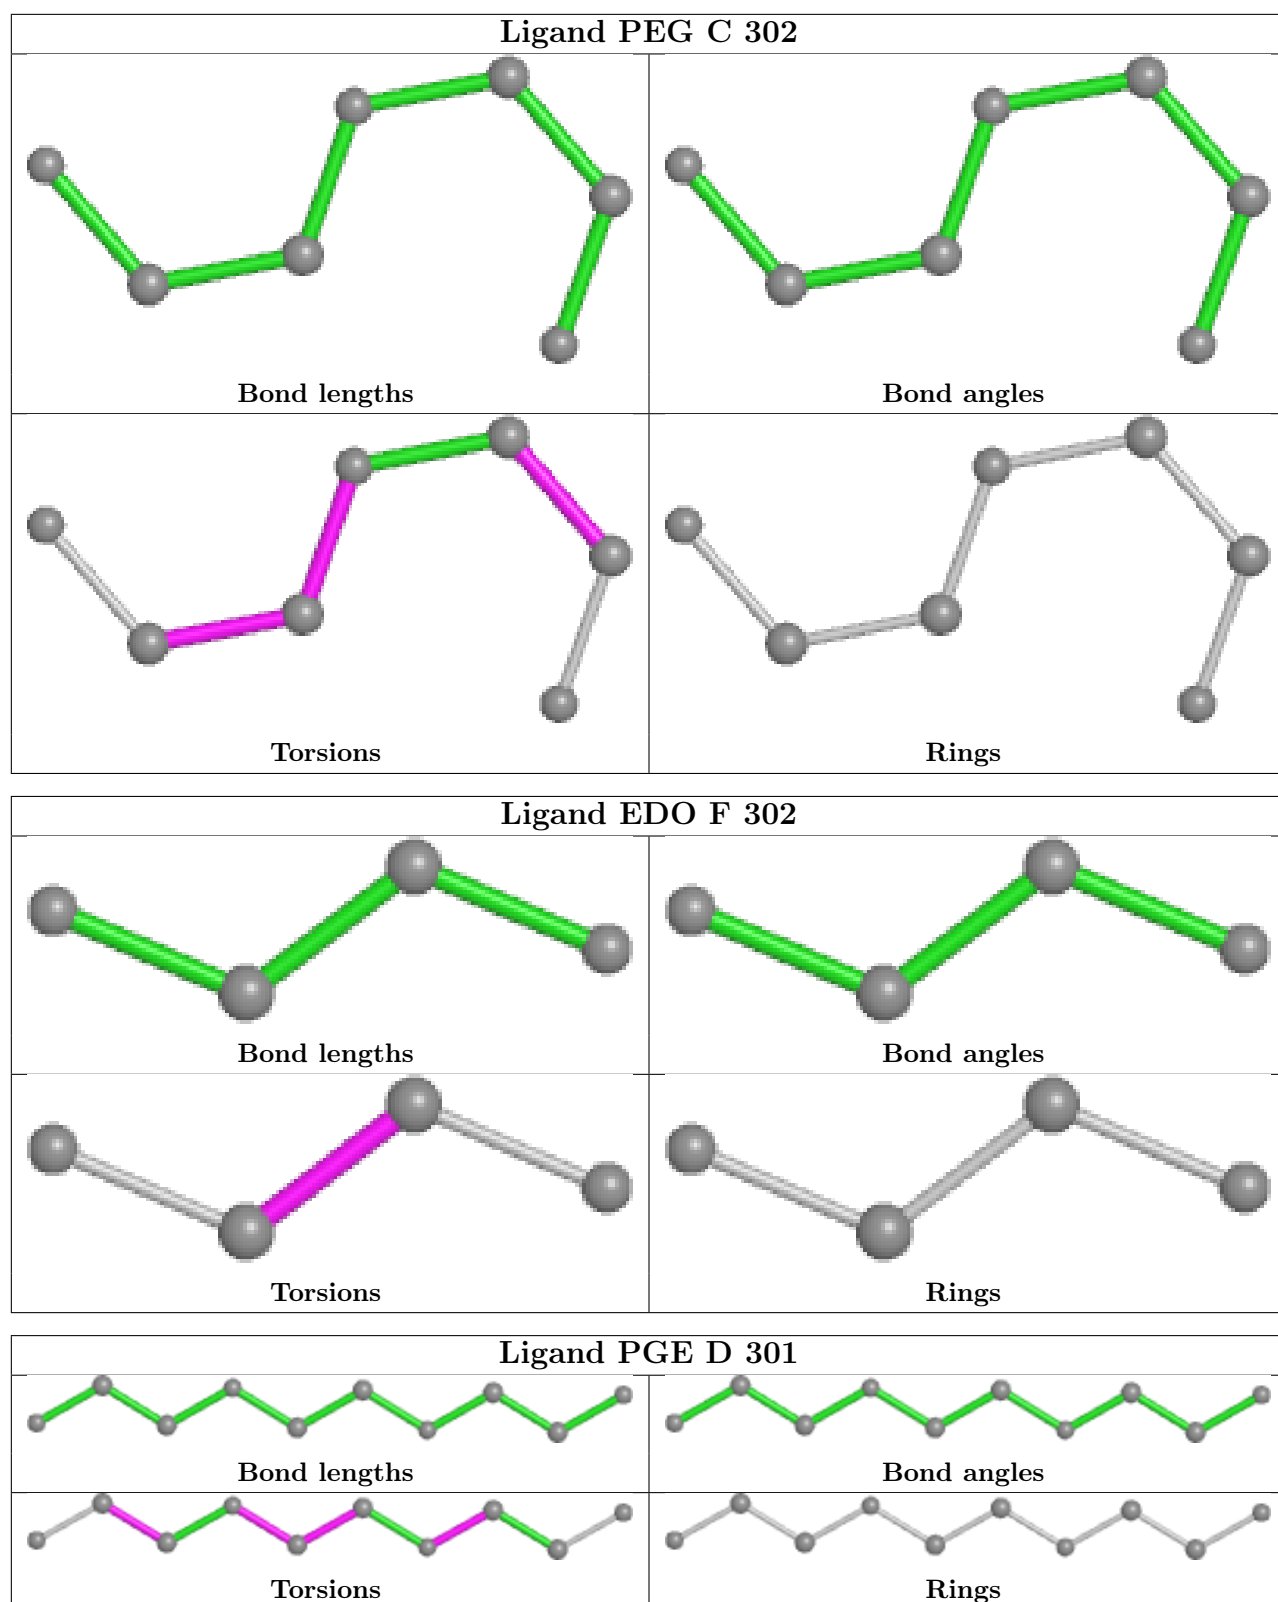 Ligand PEG C 302
Bond lengths
Bond angles
Torsions
Rings
Ligand EDO F 302
Bond lengths
Bond angles
Torsions
Rings
Ligand PGE D 301
Bond lengths
Bond angles
Torsions
Rings